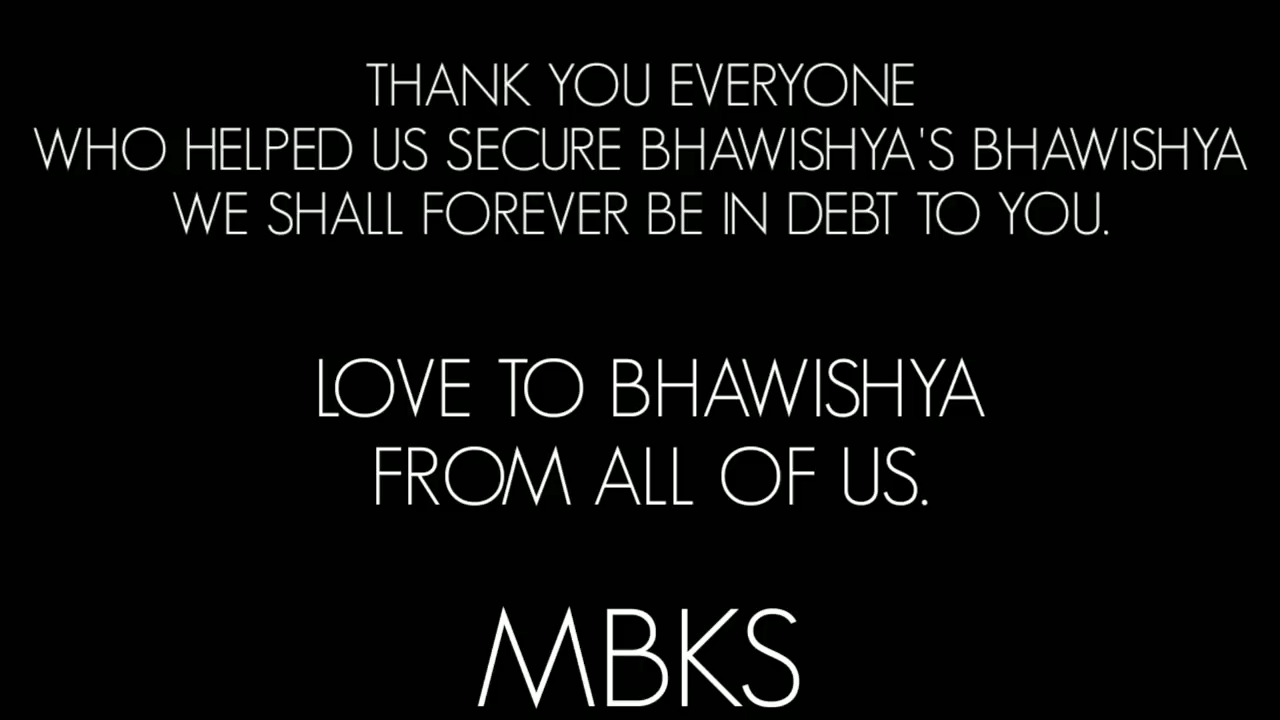 THANK YOU EVERYONE
WHO HELPED US SECURE BHAWISHYA'S BHAWISHYA
WE SHALL FOREVER BE IN DEBT TO YOU.
LOVE TO BHAWISHYA
FROM ALL OF US.
MBKS